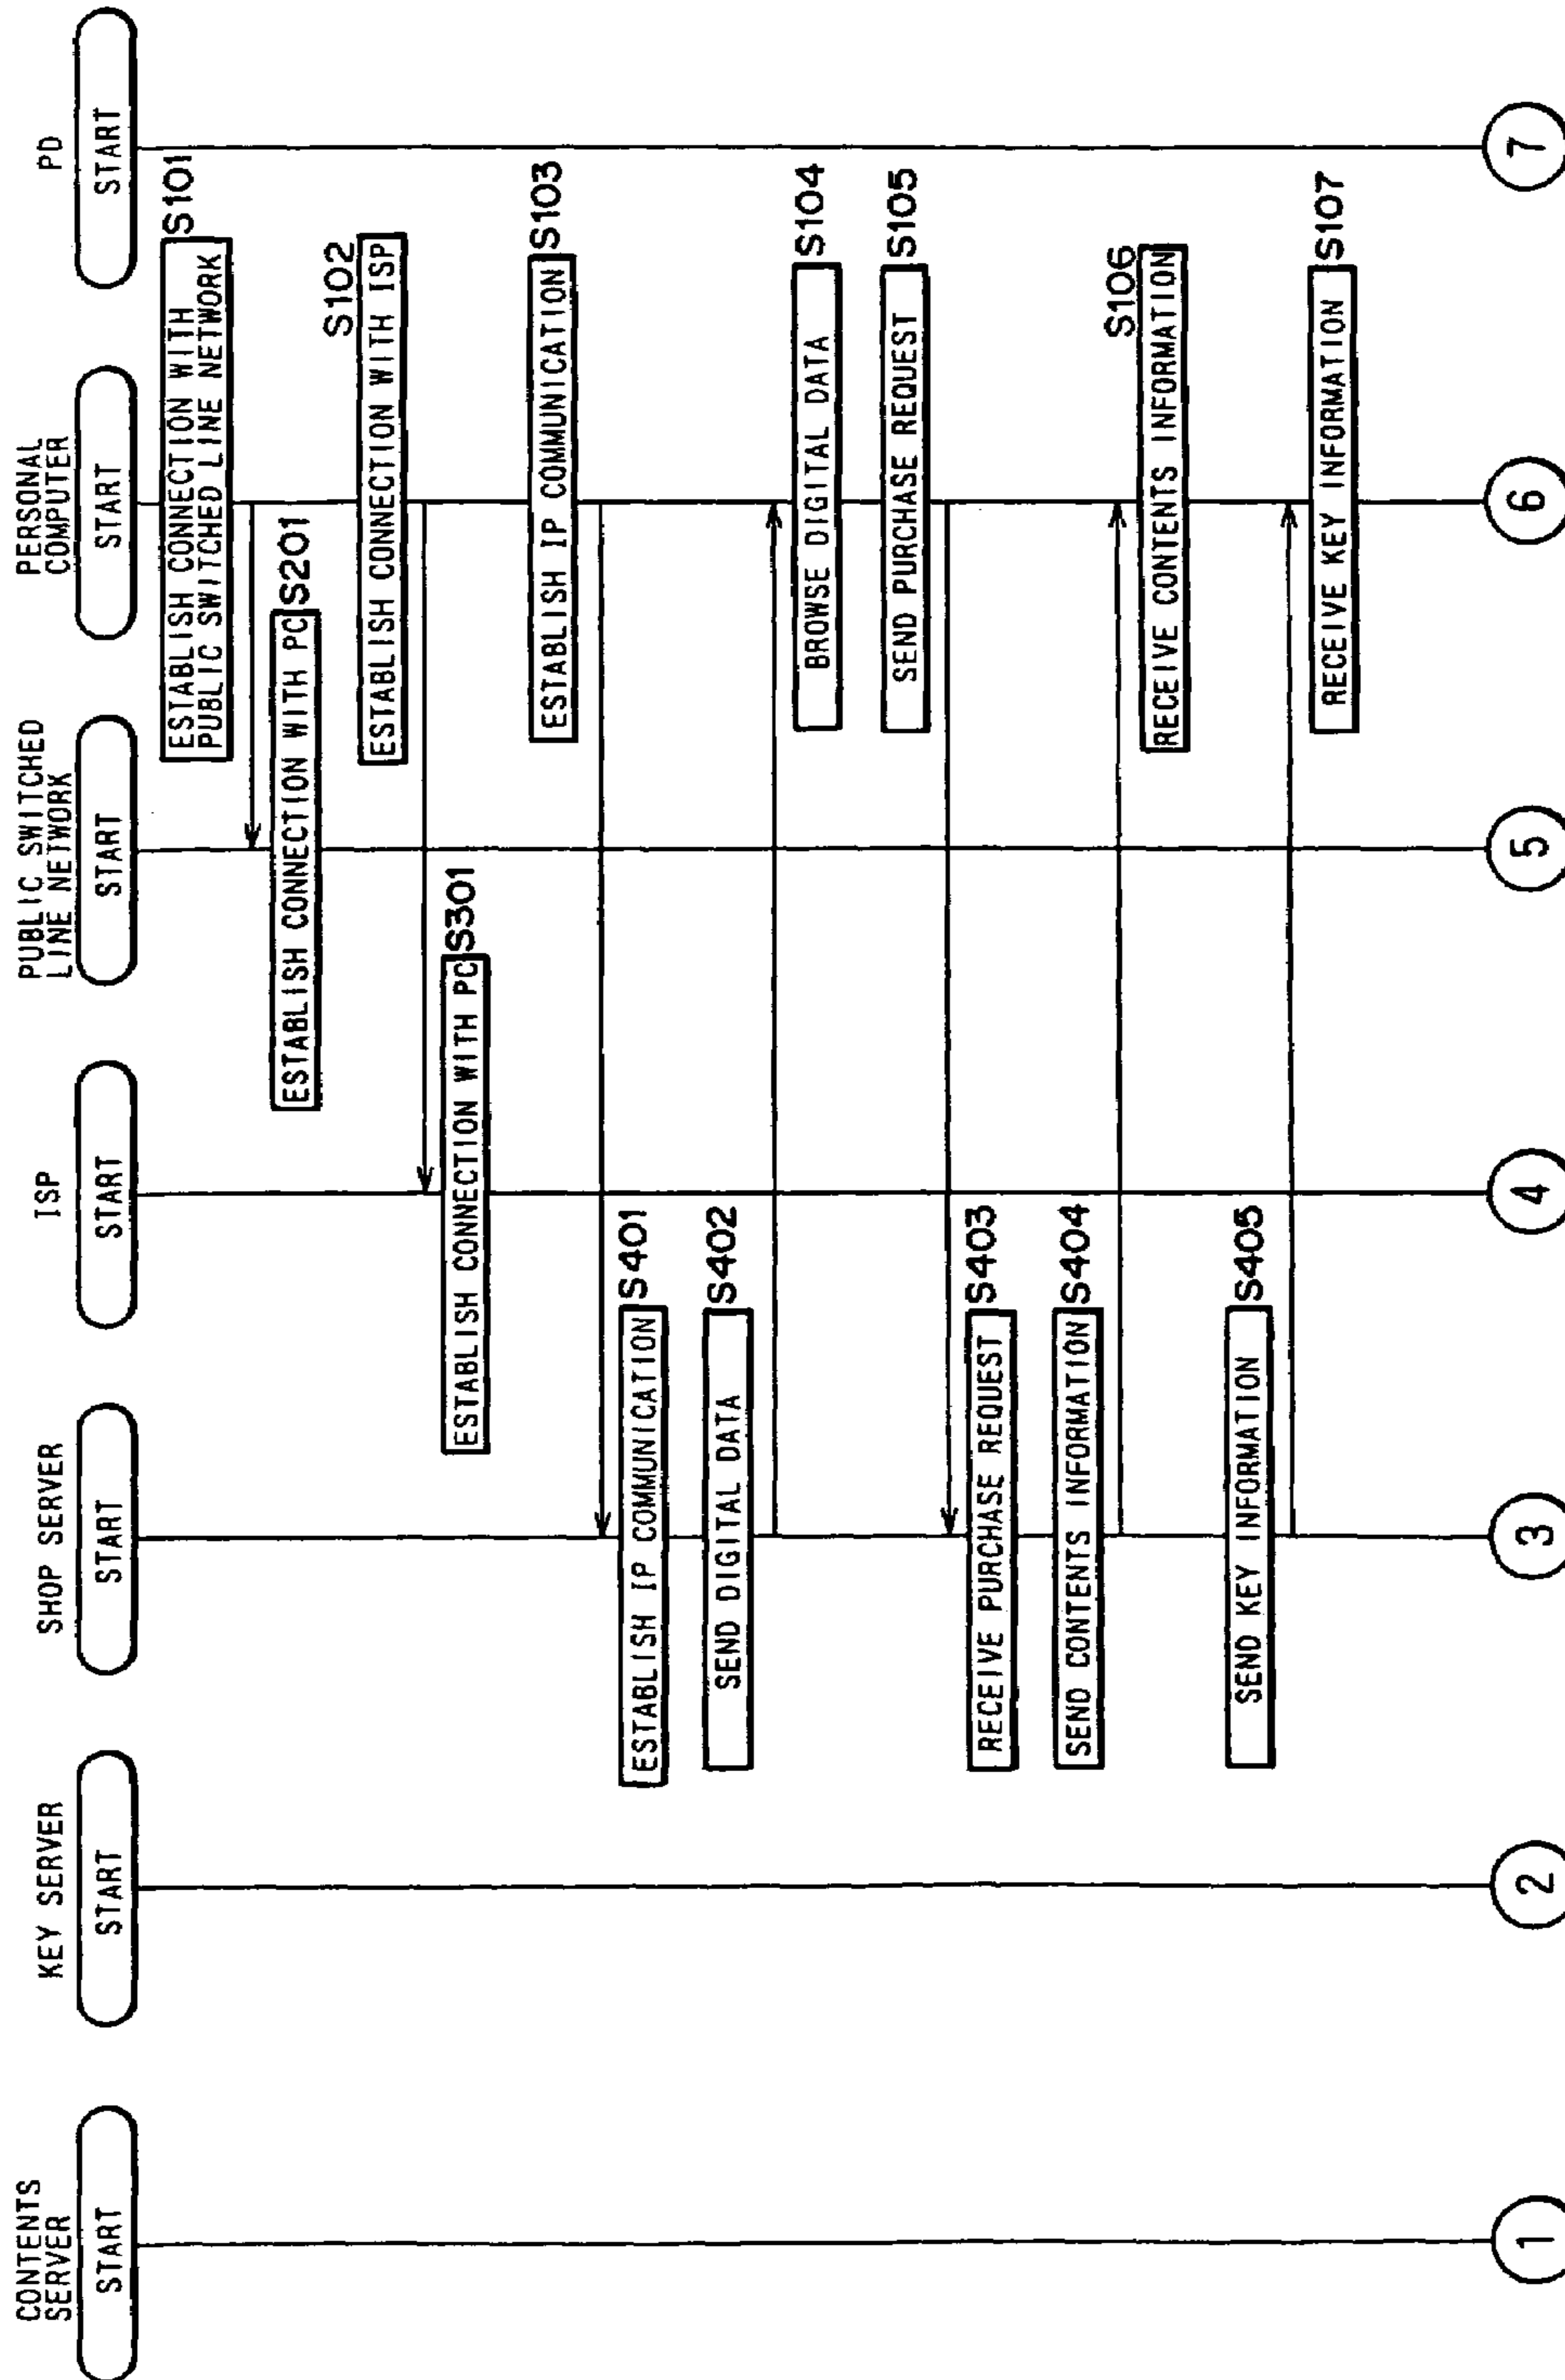 CONTENTS
SERVER
START
KEY SERVER
START
SHOP SERVER
START
ISP
START
PUBLIC SWITCHED
LINE NETWORK
START
PERSONAL
COMPUTER
START
PD
START
ESTABLISH CONNECTION WITH
PUBLIC SWITCHED LINE NETWORK
S101
ESTABLISH CONNECTION WITH PC
S201
S102
ESTABLISH CONNECTION WITH ISP
ESTABLISH CONNECTION WITH PC
S301
ESTABLISH IP COMMUNICATION
S103
ESTABLISH IP COMMUNICATION
S401
SEND DIGITAL DATA
S402
BROWSE DIGITAL DATA
S104
SEND PURCHASE REQUEST
S105
RECEIVE PURCHASE REQUEST
S403
SEND CONTENTS INFORMATION
S404
S106
RECEIVE CONTENTS INFORMATION
SEND KEY INFORMATION
S405
RECEIVE KEY INFORMATION
S107
1
2
3
4
5
6
7